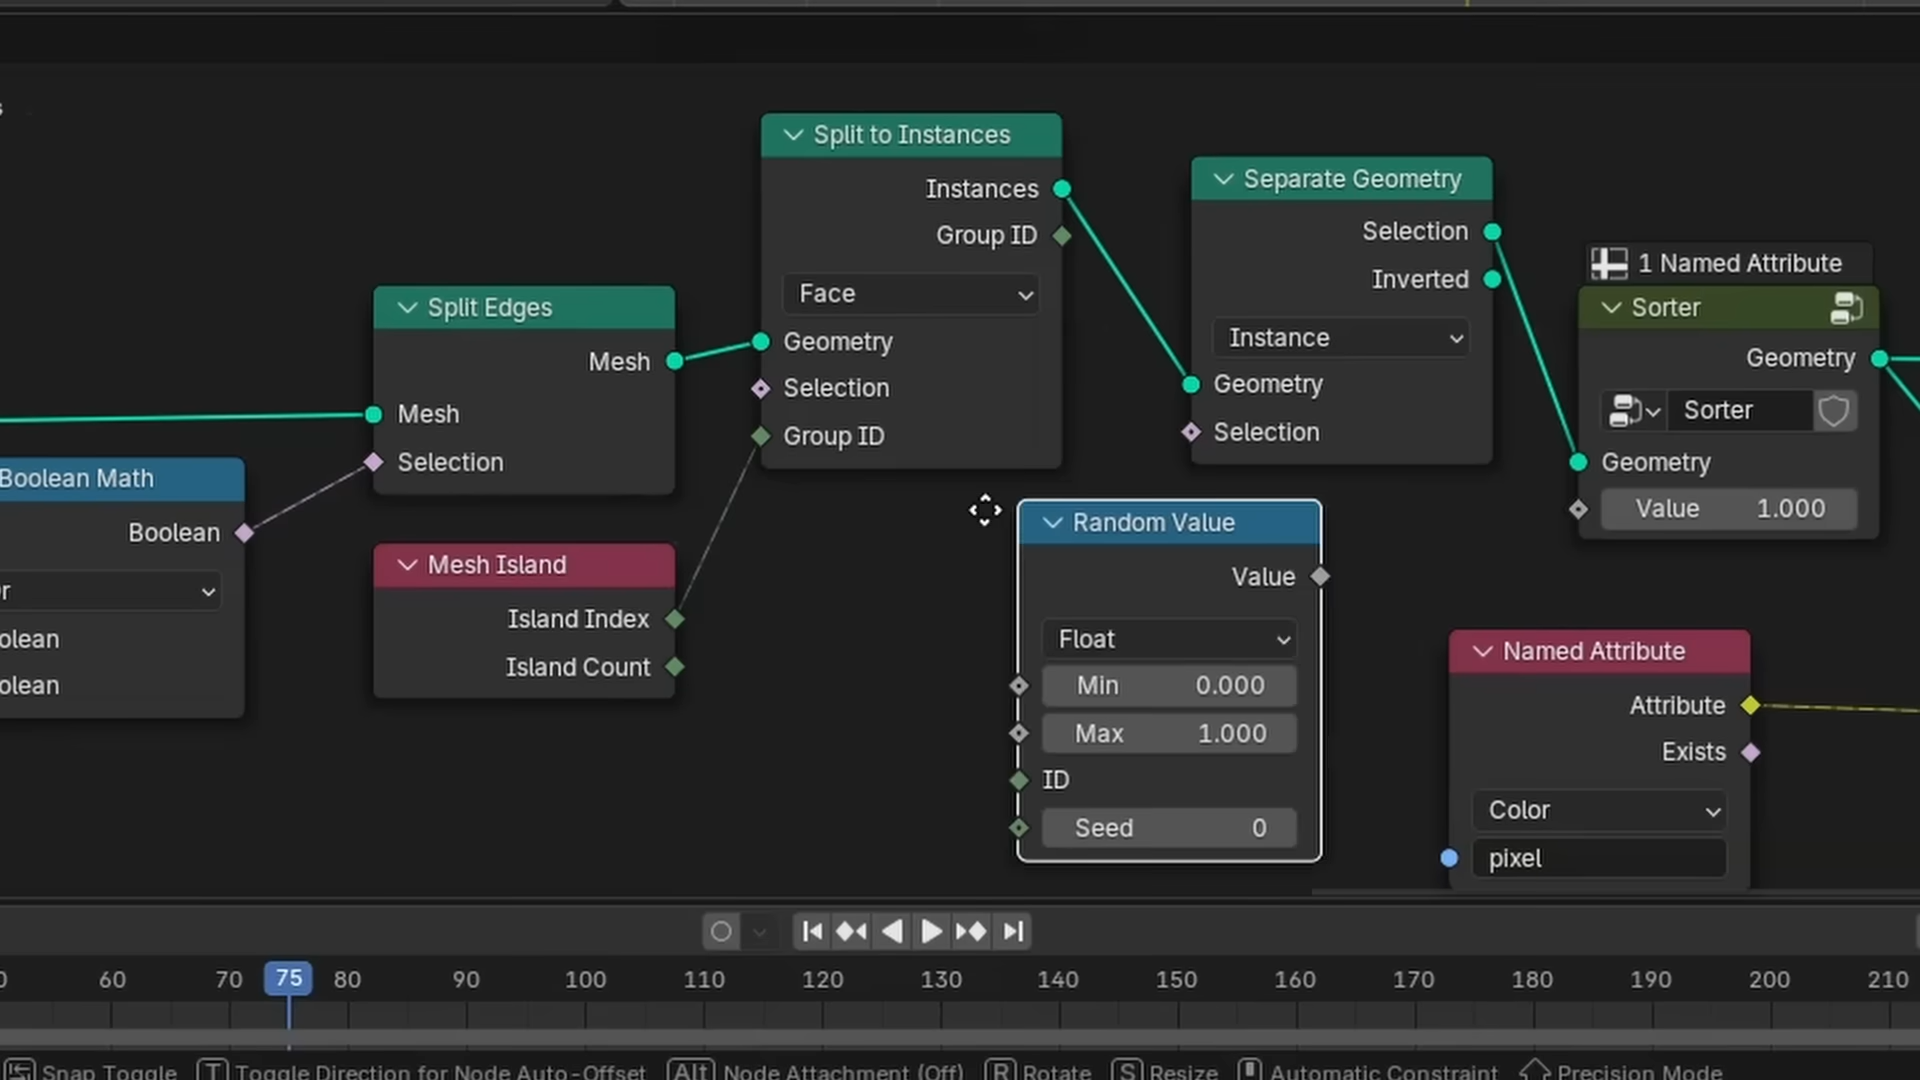 s
Split to Instances
Instances
Group ID
Face
Geometry
Selection
Group ID
Separate Geometry
Selection
Inverted
Instance
Geometry
Selection
1 Named Attribute
Sorter
Geometry
Sorter
Geometry
Value 1.000
Split Edges
Mesh
Mesh
Selection
Boolean Math
Boolean
r
olean
olean
Mesh Island
Island Index
Island Count
Random Value
Value
Float
Min 0.000
Max 1.000
ID
Seed 0
Named Attribute
Attribute
Exists
Color
pixel
0 60 70 75 80 90 100 110 120 130 140 150 160 170 180 190 200 210
Snap Toggle T Toggle Direction for Node Auto-Offset Alt Node Attachment (Off) R Rotate S Resize Automatic Constraint Precision Mode